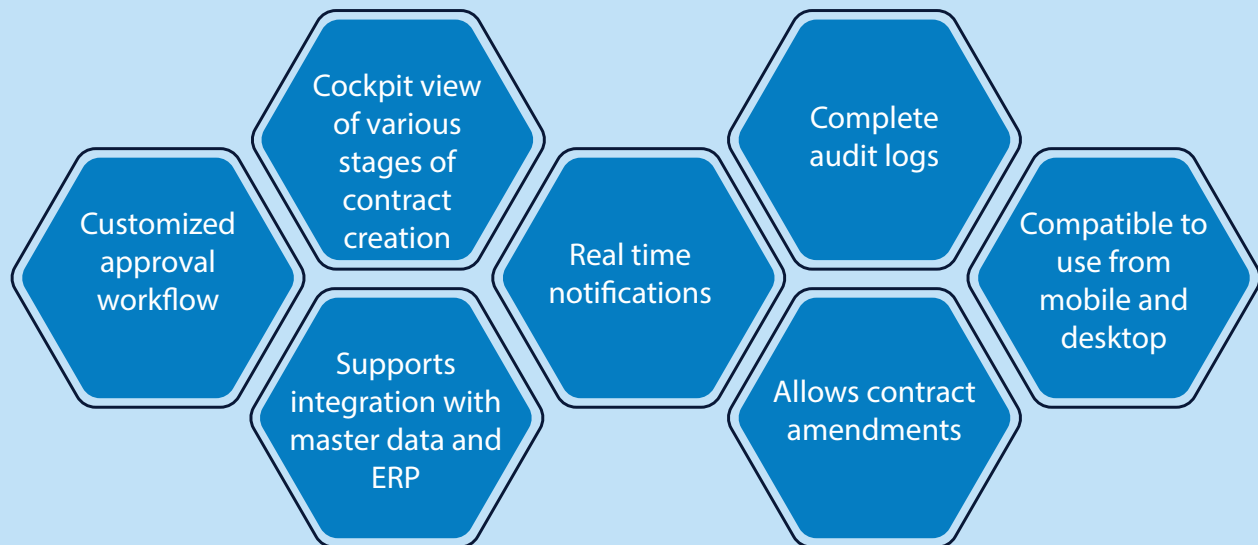 Customized
approval
workflow
Cockpit view
of various
stages of
contract
creation
Supports
integration with
master data and
ERP
Real time
notifications
Complete
audit logs
Allows contract
amendments
Compatible to
use from
mobile and
desktop